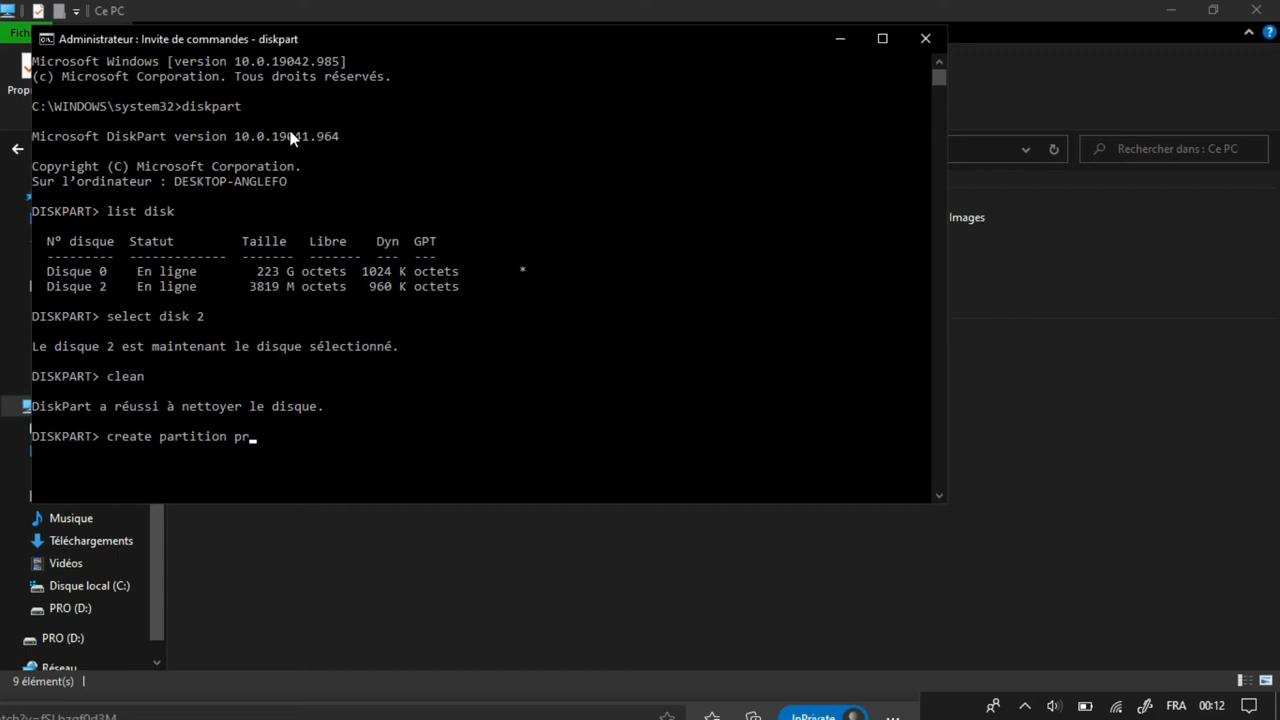 Ce PC
Fich
Administrateur : Invite de commandes - diskpart
Microsoft Windows [version 10.0.19042.985]
(c) Microsoft Corporation. Tous droits réservés.
Propr
C:\WINDOWS\system32>diskpart
Microsoft DiskPart version 10.0.19041.964
Rechercher dans : Ce PC
Copyright (C) Microsoft Corporation.
Sur l’ordinateur : DESKTOP-ANGLEFO
DISKPART> list disk
Images
N° disque Statut Taille Libre Dyn GPT
--------- ------------- ------- ------- --- ---
Disque 0 En ligne 223 G octets 1024 K octets *
Disque 2 En ligne 3819 M octets 960 K octets
DISKPART> select disk 2
Le disque 2 est maintenant le disque sélectionné.
DISKPART> clean
DiskPart a réussi à nettoyer le disque.
DISKPART> create partition pr_
Musique
Téléchargements
Vidéos
Disque local (C:)
PRO (D:)
PRO (D:)
Réseau
9 élément(s)
InPrivate
FRA
00:12